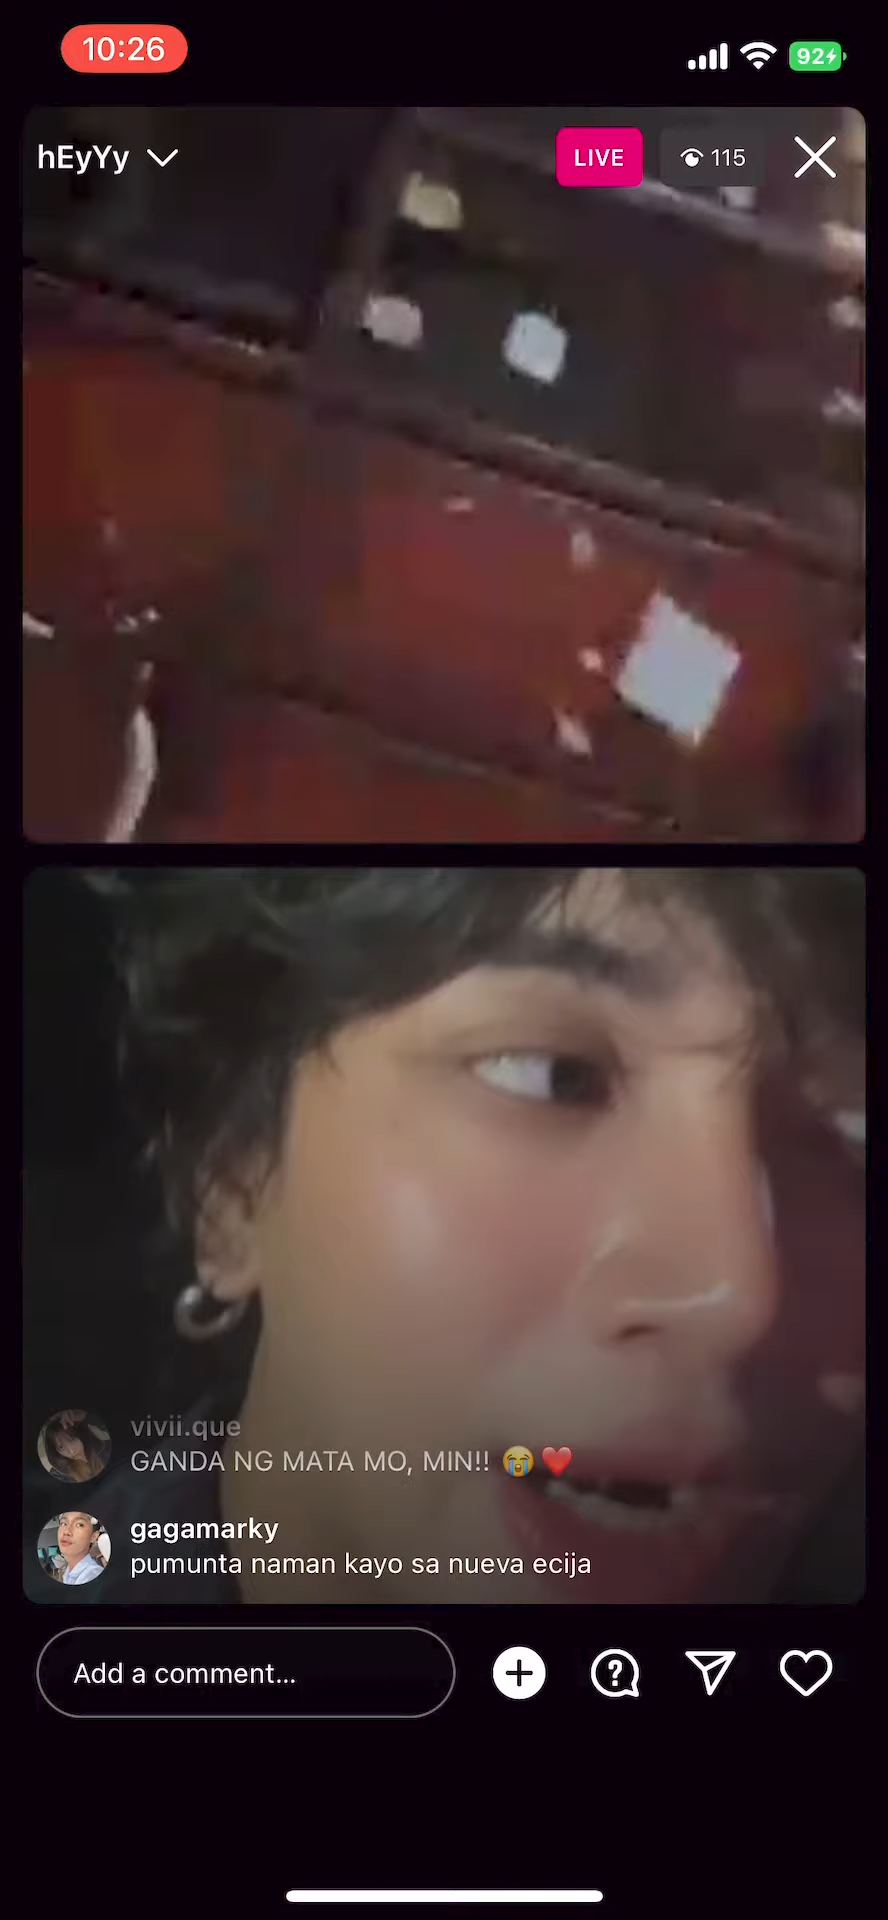 10:26
92
hEyYy
LIVE
115
vivii.que
GANDA NG MATA MO, MIN!! 😭❤️
gagamarky
pumunta naman kayo sa nueva ecija
Add a comment...